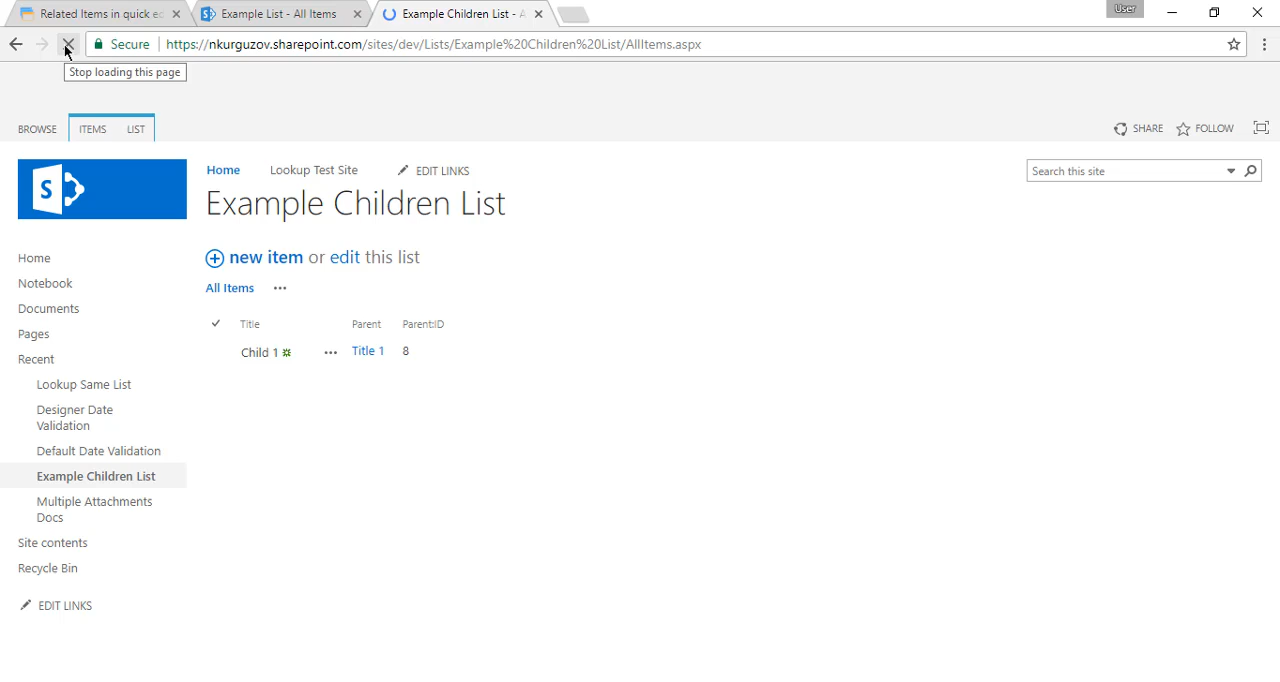 Related Items in quick ec
Example List - All Items
Example Children List - A
User
Secure
https://nkurguzov.sharepoint.com/sites/dev/Lists/Example%20Children%20List/AllItems.aspx
Stop loading this page
BROWSE
ITEMS
LIST
SHARE
FOLLOW
S
Home
Lookup Test Site
EDIT LINKS
Search this site
Example Children List
new item or edit this list
All Items
Title
Parent
Parent:ID
Child 1
Title 1
8
Home
Notebook
Documents
Pages
Recent
Lookup Same List
Designer Date
Validation
Default Date Validation
Example Children List
Multiple Attachments
Docs
Site contents
Recycle Bin
EDIT LINKS